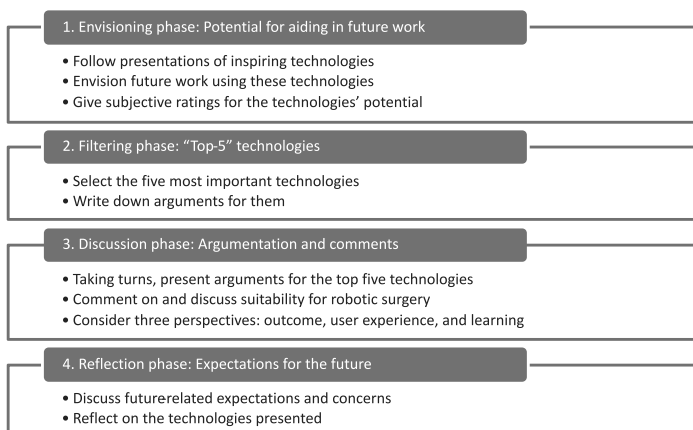 1. Envisioning phase: Potential for aiding in future work
• Follow presentations of inspiring technologies
• Envision future work using these technologies
• Give subjective ratings for the technologies’ potential
2. Filtering phase: “Top-5” technologies
• Select the five most important technologies
• Write down arguments for them
3. Discussion phase: Argumentation and comments
• Taking turns, present arguments for the top five technologies
• Comment on and discuss suitability for robotic surgery
• Consider three perspectives: outcome, user experience, and learning
4. Reflection phase: Expectations for the future
• Discuss future-related expectations and concerns
• Reflect on the technologies presented